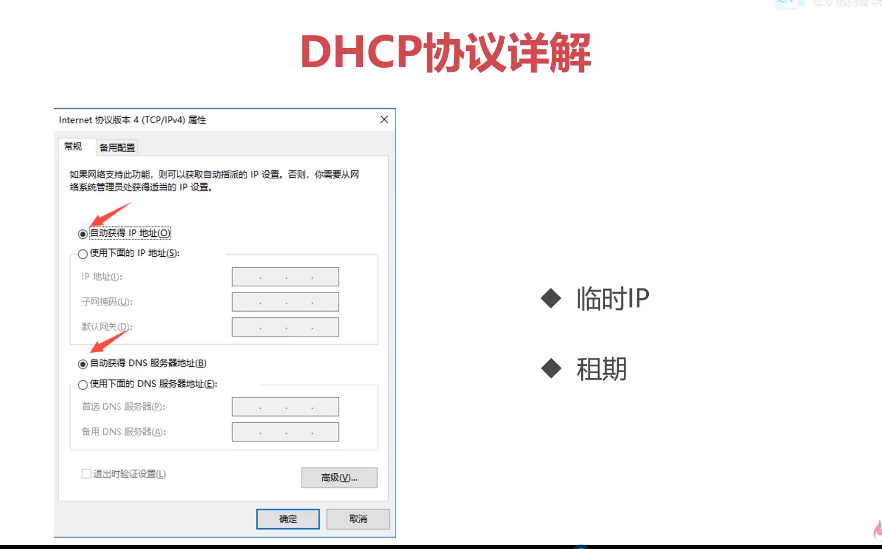 DHCP协议详解
Internet 协议版本 4 (TCP/IPv4) 属性
常规
备用配置
如果网络支持此功能，则可以获取自动指派的 IP 设置。否则，你需要从网
络系统管理员处获得适当的 IP 设置。
自动获得 IP 地址(O)
使用下面的 IP 地址(S):
IP 地址(I):
子网掩码(U):
默认网关(D):
自动获得 DNS 服务器地址(B)
使用下面的 DNS 服务器地址(E):
首选 DNS 服务器(P):
备用 DNS 服务器(A):
退出时验证设置(L)
高级(V)...
确定
取消
临时IP
租期